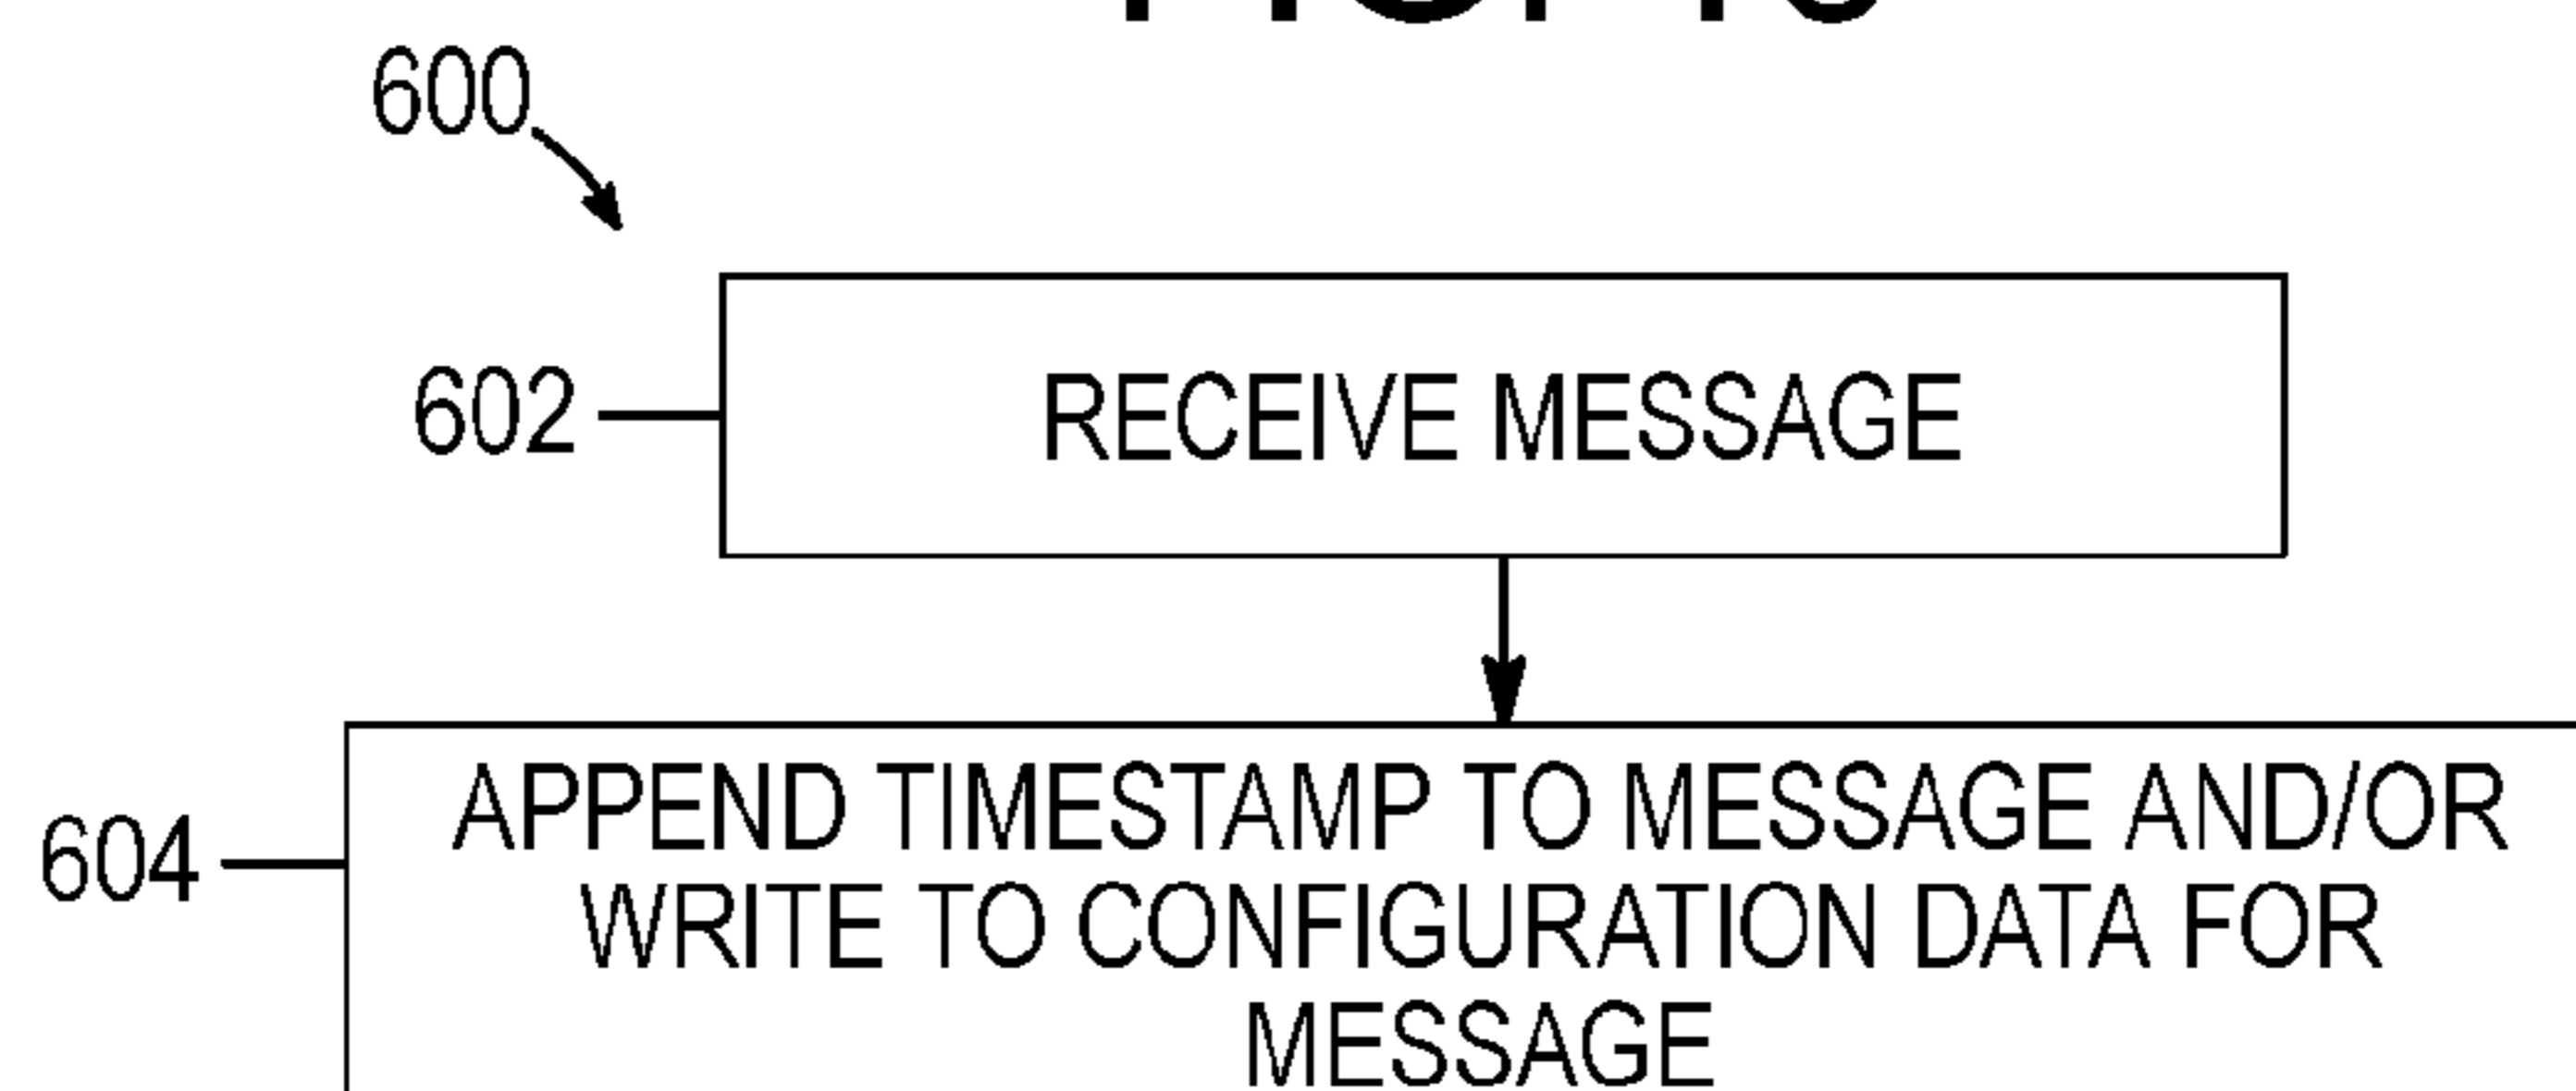 600
602
RECEIVE MESSAGE
604
APPEND TIMESTAMP TO MESSAGE AND/OR
WRITE TO CONFIGURATION DATA FOR
MESSAGE